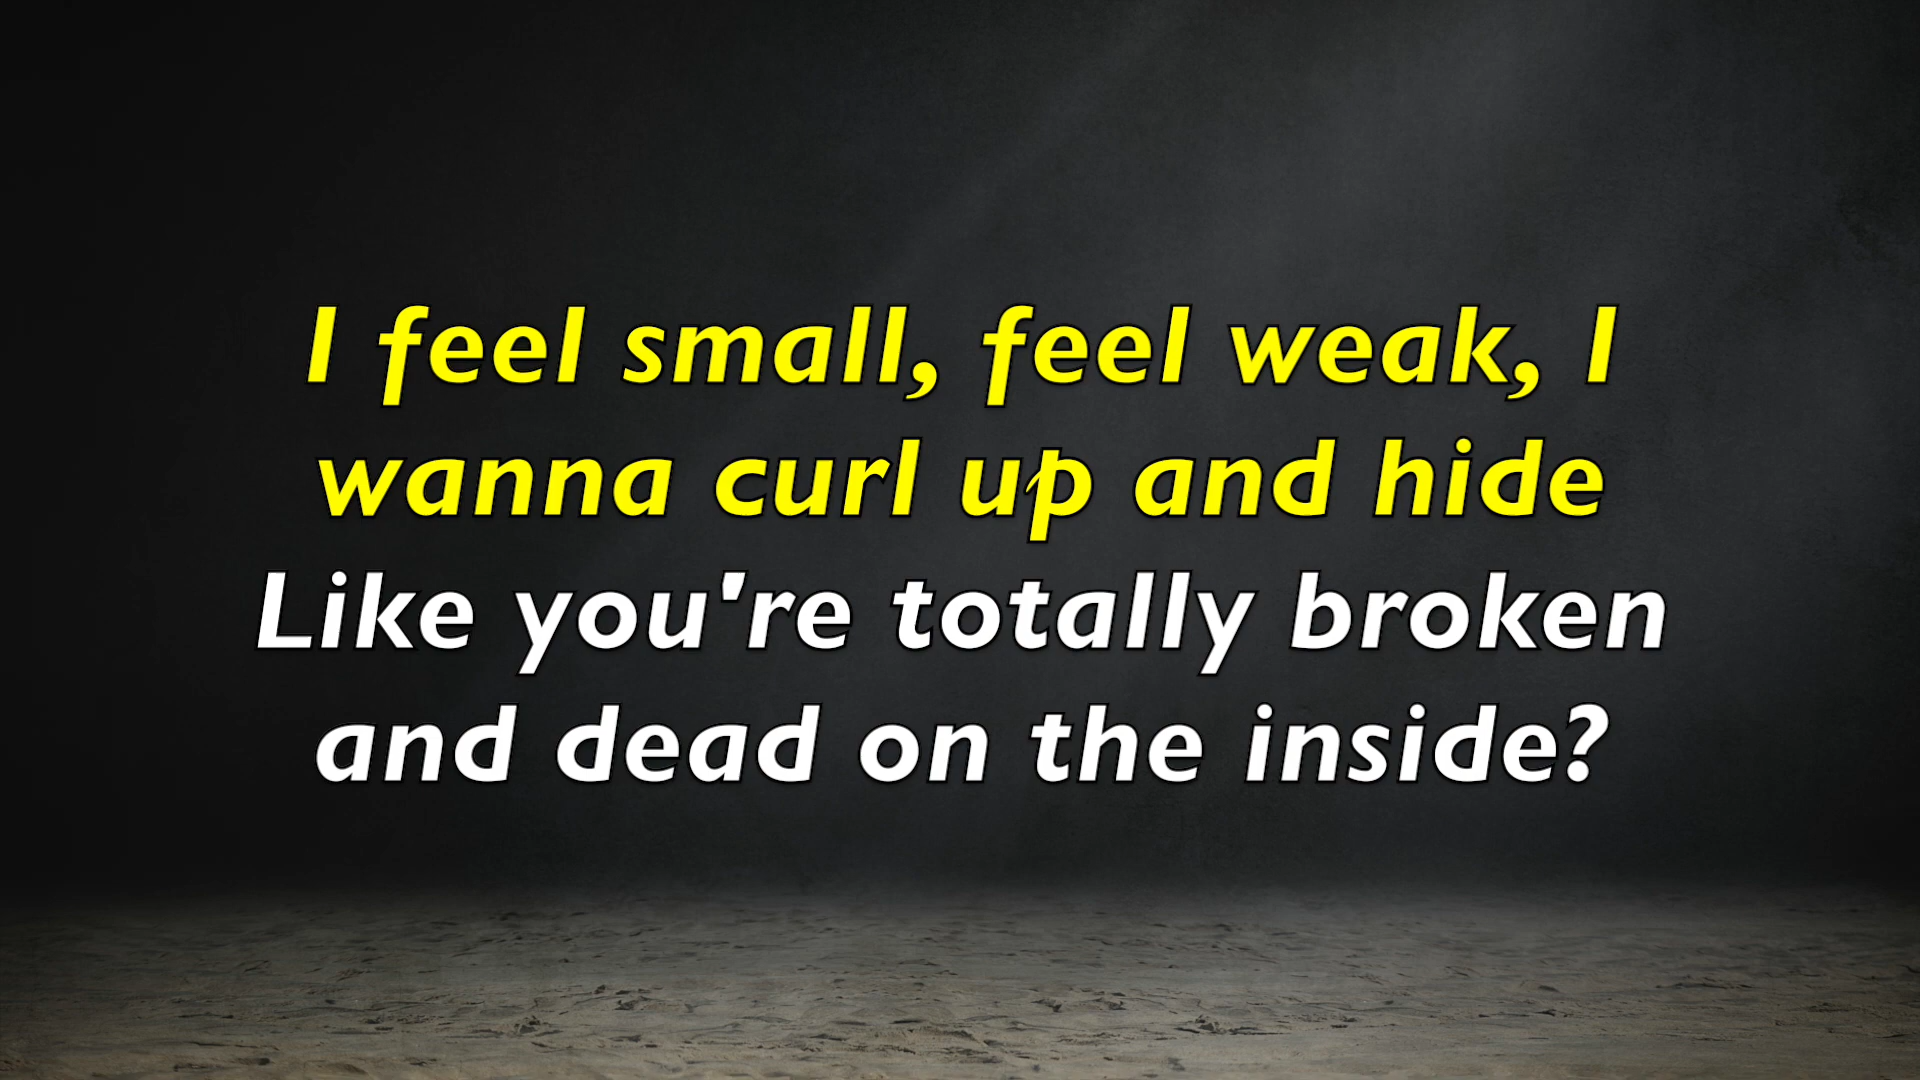 I feel small, feel weak, I
wanna curl up and hide
Like you're totally broken
and dead on the inside?